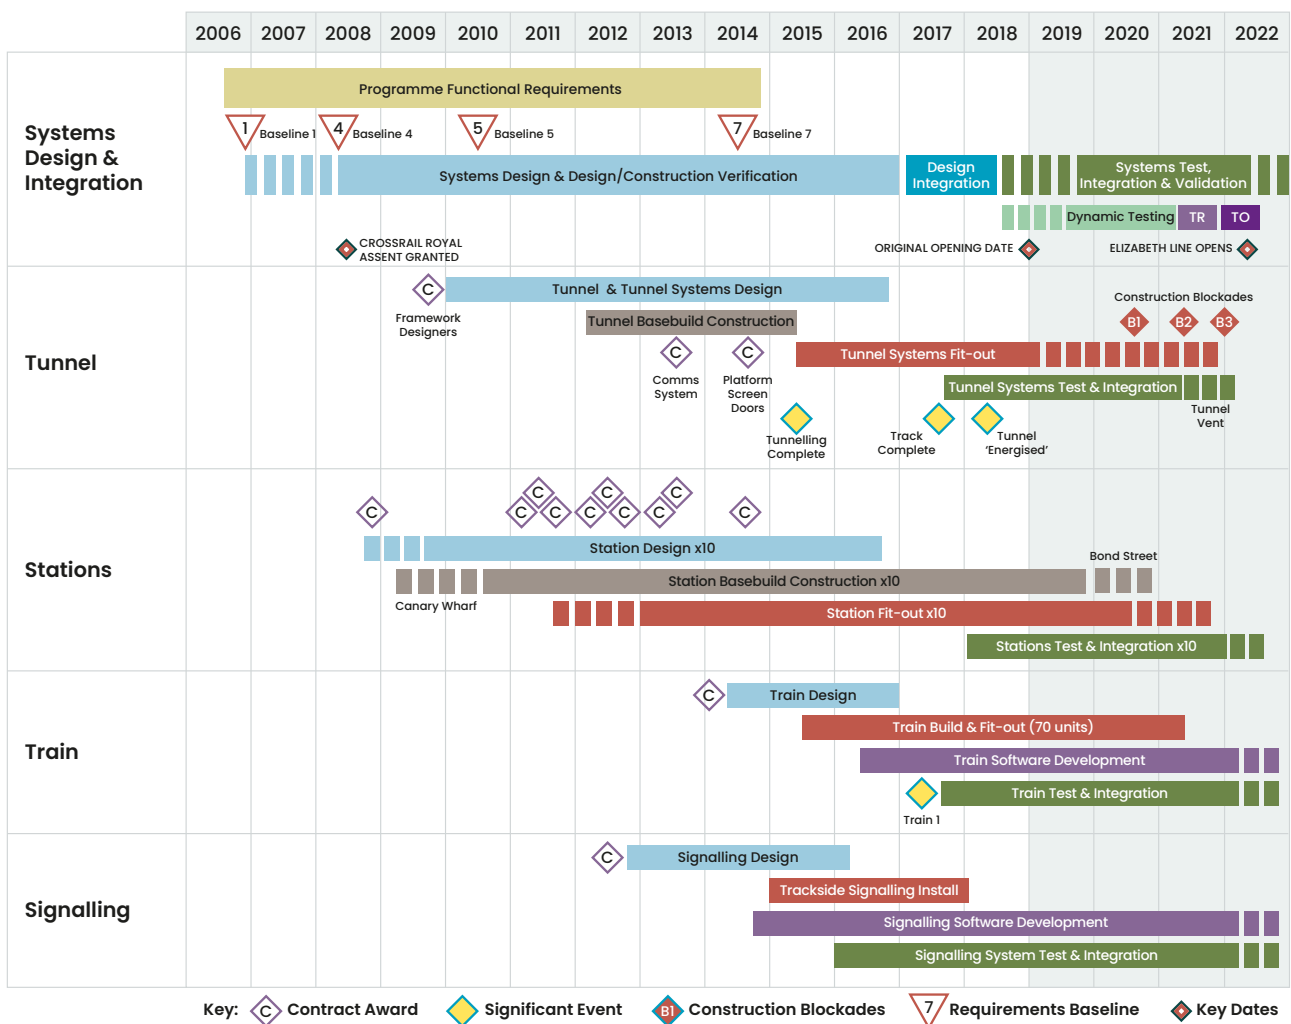 2006 2007 2008 2009 2010 2011 2012 2013 2014 2015 2016 2017 2018 2019 2020 2021 2022
Systems
Design &
Integration
Programme Functional Requirements
1 Baseline 1
4 Baseline 4
5 Baseline 5
7 Baseline 7
Systems Design & Design/Construction Verification
Design
Integration
Systems Test,
Integration & Validation
Dynamic Testing
TR
TO
CROSSRAIL ROYAL
ASSENT GRANTED
ORIGINAL OPENING DATE
ELIZABETH LINE OPENS
Tunnel
C
Framework
Designers
Tunnel & Tunnel Systems Design
Construction Blockades
B1 B2 B3
Tunnel Basebuild Construction
C
Comms
System
C
Platform
Screen
Doors
Tunnel Systems Fit-out
Tunnel Systems Test & Integration
Tunnel
Vent
Tunnelling
Complete
Track
Complete
Tunnel
‘Energised’
Stations
C C C
C C C C C C C
Station Design x10
Bond Street
Station Basebuild Construction x10
Canary Wharf
Station Fit-out x10
Stations Test & Integration x10
Train
C
Train Design
Train Build & Fit-out (70 units)
Train Software Development
Train Test & Integration
Train 1
Signalling
C
Signalling Design
Trackside Signalling Install
Signalling Software Development
Signalling System Test & Integration
Key: C Contract Award Significant Event B1 Construction Blockades 7 Requirements Baseline Key Dates